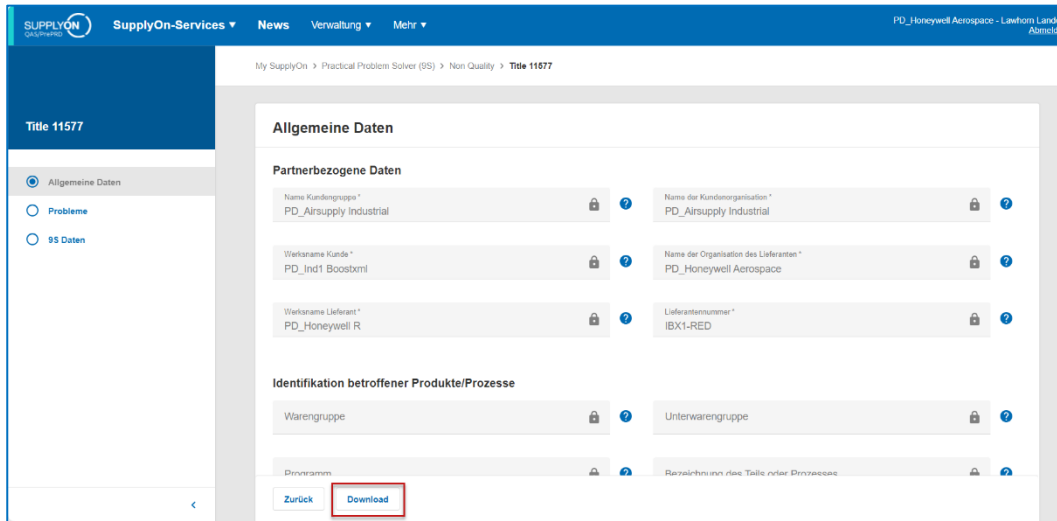 SUPPLYON
QAS/PrePRD
SupplyOn-Services
News
Verwaltung
Mehr
PD_Honeywell Aerospace - Lawhorn Lande
Abmeld
My SupplyOn > Practical Problem Solver (9S) > Non Quality > Title 11577
Title 11577
Allgemeine Daten
Probleme
9S Daten
Allgemeine Daten
Partnerbezogene Daten
Name Kundengruppe *
PD_Airsupply Industrial
Name der Kundenorganisation *
PD_Airsupply Industrial
Werksname Kunde *
PD_Ind1 Boostxml
Name der Organisation des Lieferanten *
PD_Honeywell Aerospace
Werksname Lieferant *
PD_Honeywell R
Lieferantennummer *
IBX1-RED
Identifikation betroffener Produkte/Prozesse
Warengruppe
Unterwarengruppe
Programm
Bezeichnung des Teils oder Prozesses
Zurück
Download